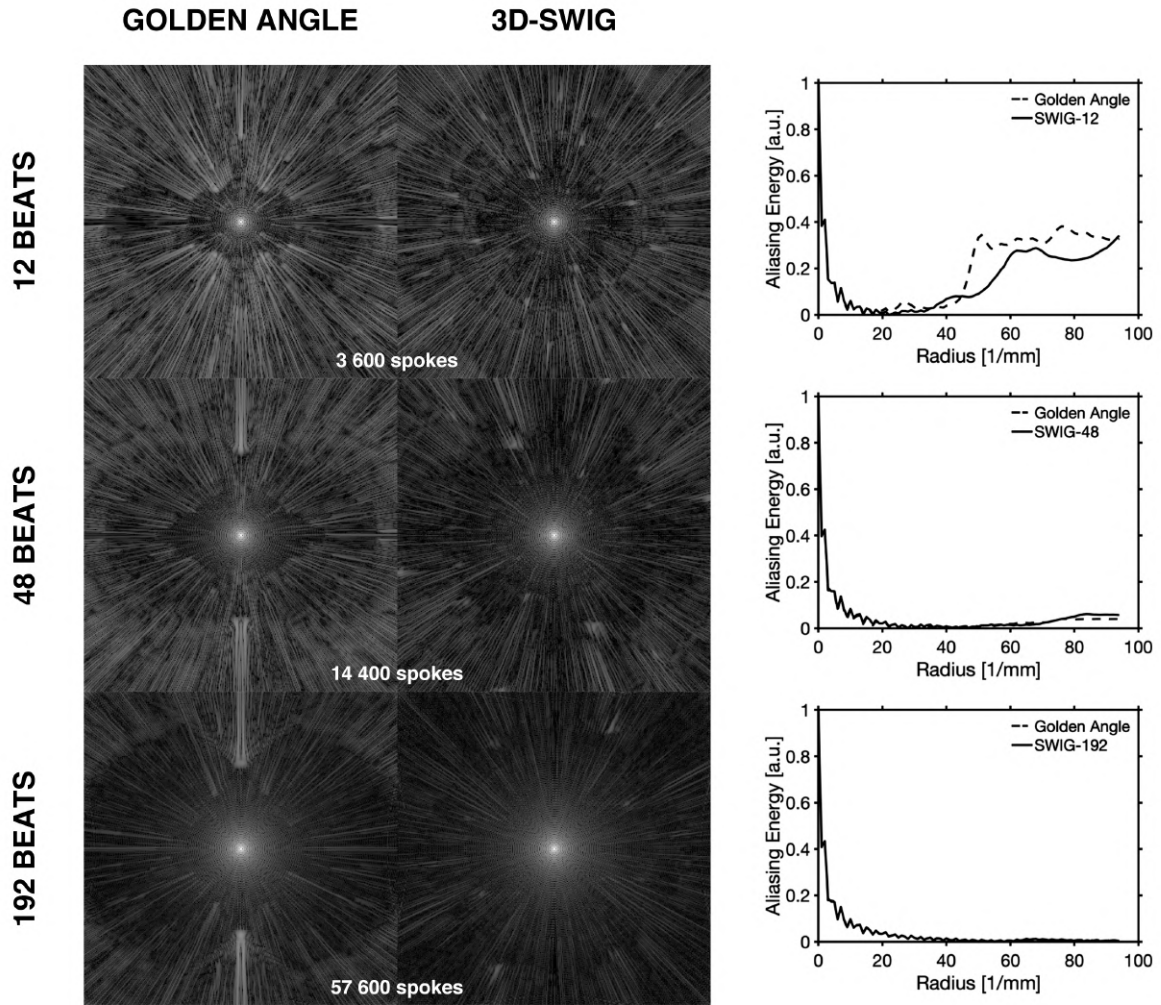 GOLDEN ANGLE
3D-SWIG
12 BEATS
3 600 spokes
1
0.8
0.6
0.4
0.2
0
Aliasing Energy [a.u.]
Golden Angle
SWIG-12
0 20 40 60 80 100
Radius [1/mm]
48 BEATS
14 400 spokes
1
0.8
0.6
0.4
0.2
0
Aliasing Energy [a.u.]
Golden Angle
SWIG-48
0 20 40 60 80 100
Radius [1/mm]
192 BEATS
57 600 spokes
1
0.8
0.6
0.4
0.2
0
Aliasing Energy [a.u.]
Golden Angle
SWIG-192
0 20 40 60 80 100
Radius [1/mm]